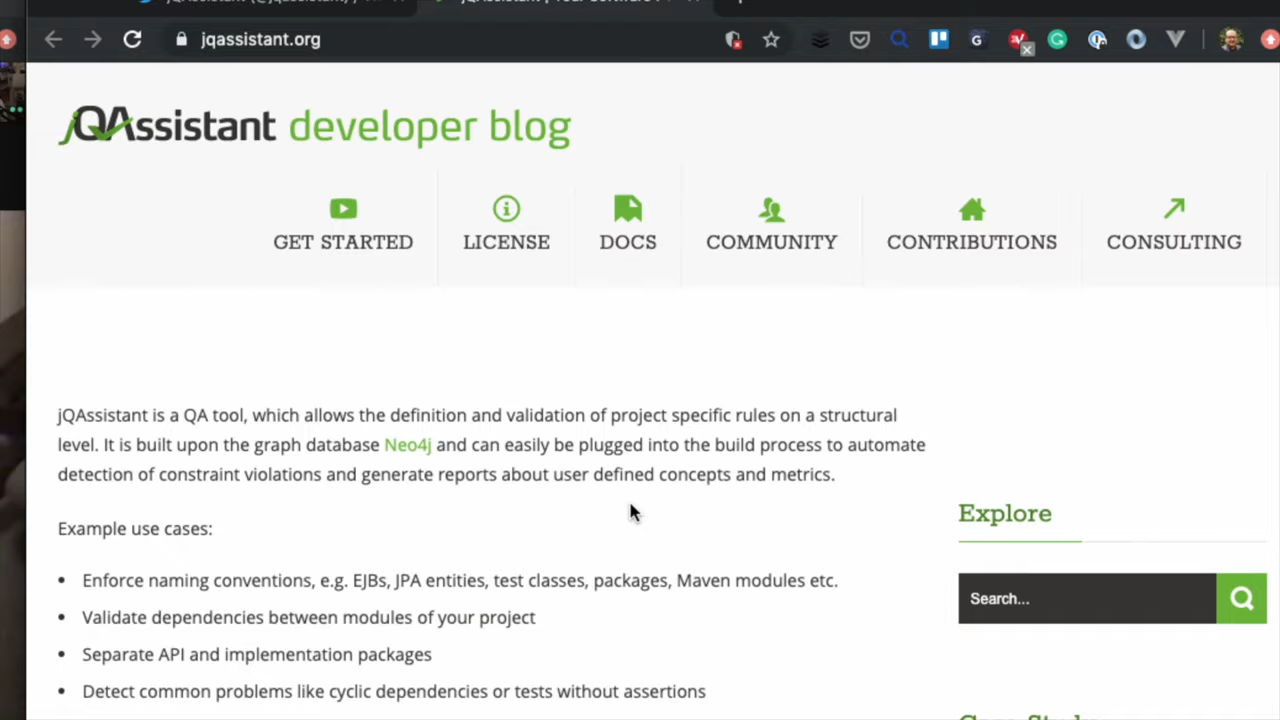 jqassistant.org
jQAssistant developer blog
GET STARTED
LICENSE
DOCS
COMMUNITY
CONTRIBUTIONS
CONSULTING
jQAssistant is a QA tool, which allows the definition and validation of project specific rules on a structural
level. It is built upon the graph database Neo4j and can easily be plugged into the build process to automate
detection of constraint violations and generate reports about user defined concepts and metrics.
Example use cases:
• Enforce naming conventions, e.g. EJBs, JPA entities, test classes, packages, Maven modules etc.
• Validate dependencies between modules of your project
• Separate API and implementation packages
• Detect common problems like cyclic dependencies or tests without assertions
Explore
Search...